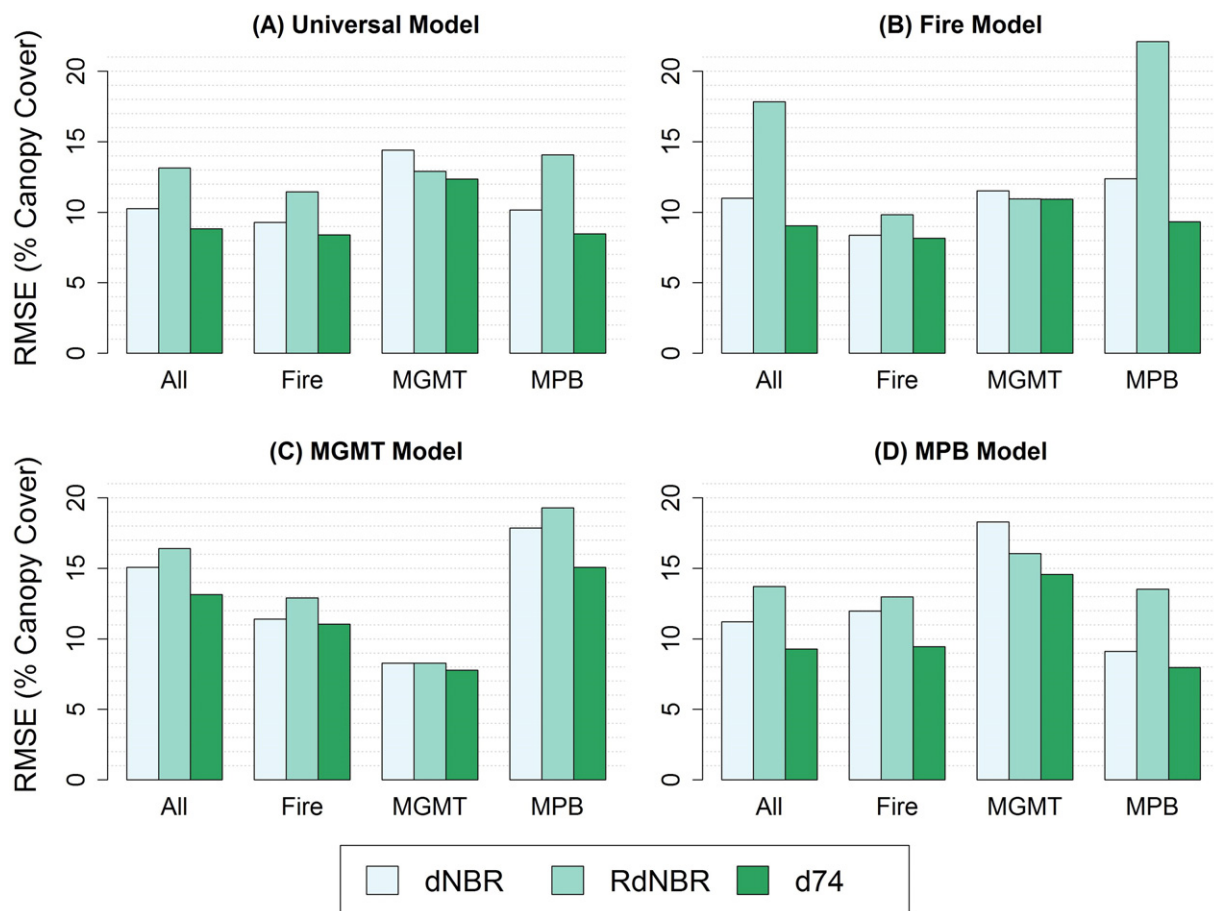 (A) Universal Model
(B) Fire Model
RMSE (% Canopy Cover)
20
15
10
5
0
All Fire MGMT MPB
20
15
10
5
0
All Fire MGMT MPB
(C) MGMT Model
(D) MPB Model
RMSE (% Canopy Cover)
20
15
10
5
0
All Fire MGMT MPB
20
15
10
5
0
All Fire MGMT MPB
dNBR RdNBR d74